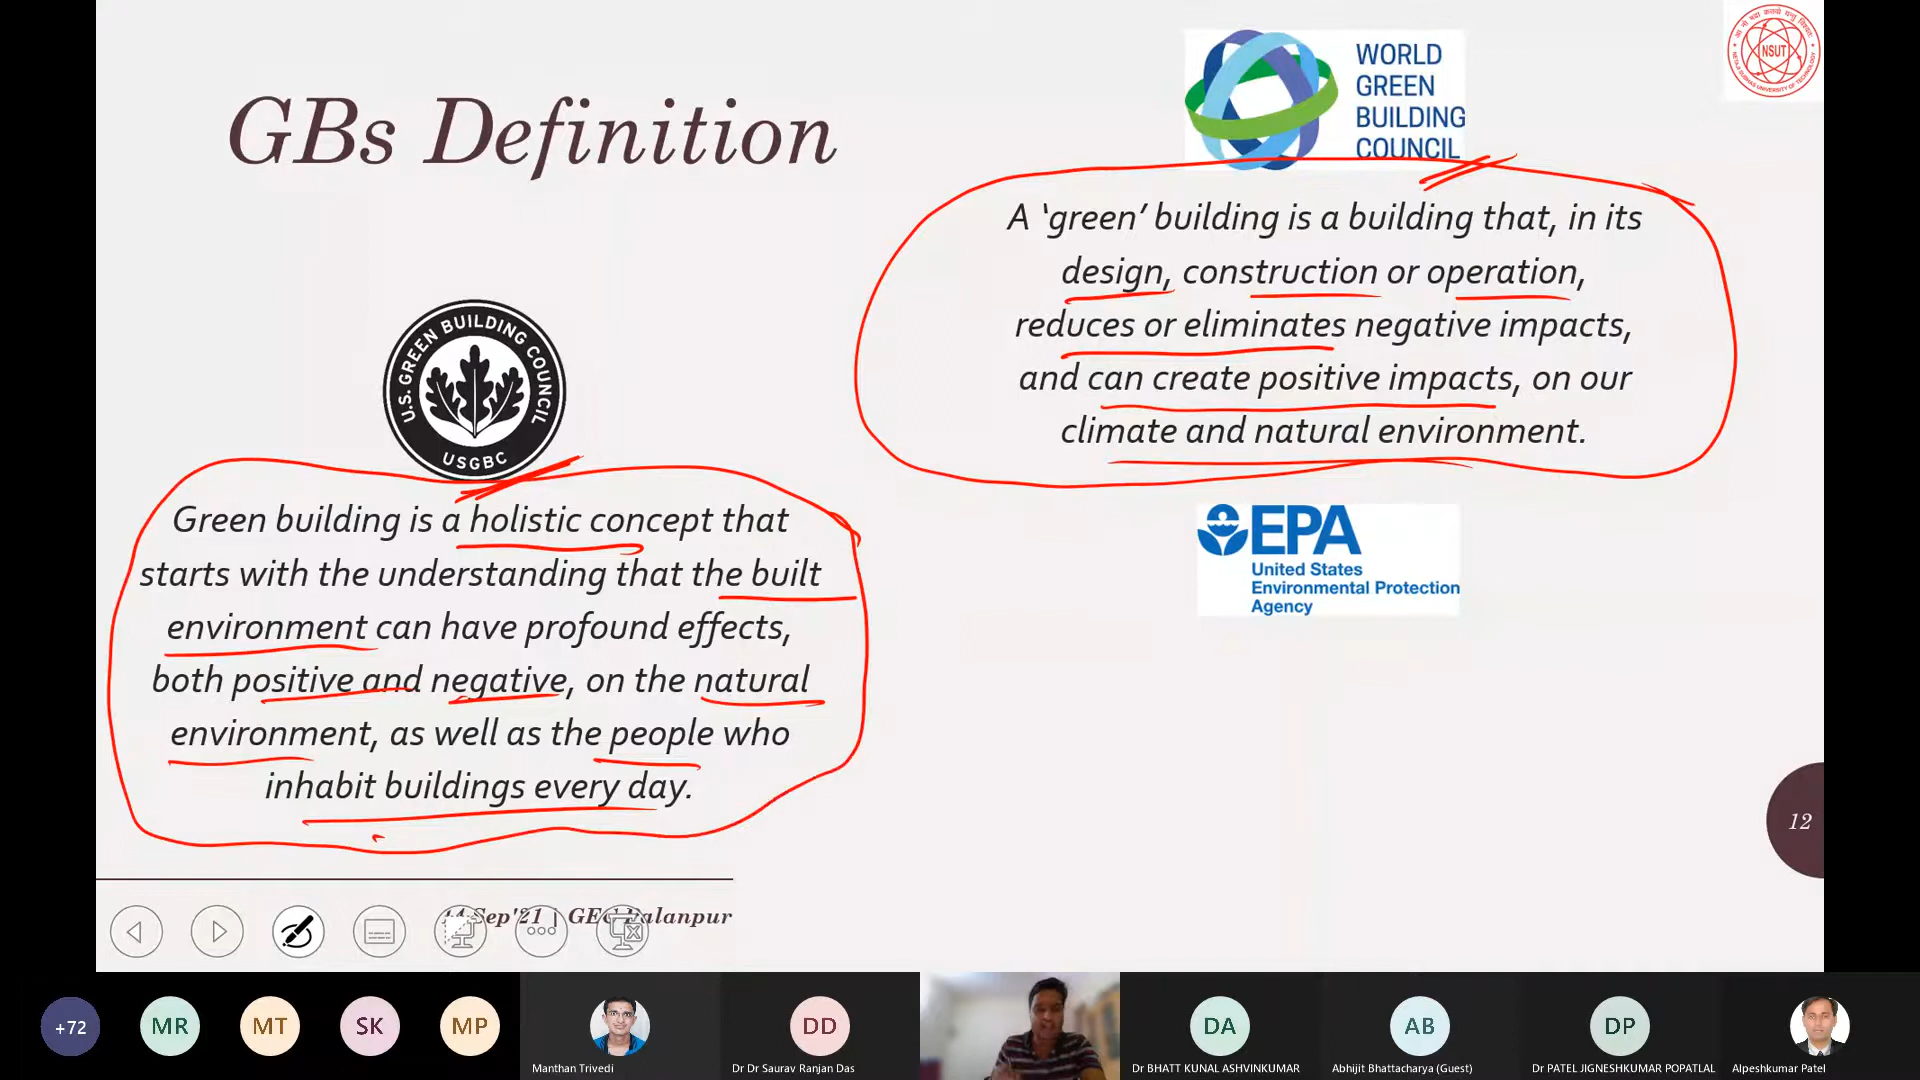 GBs Definition
WORLD
GREEN
BUILDING
COUNCIL
NSUT
A ‘green’ building is a building that, in its
design, construction or operation,
reduces or eliminates negative impacts,
and can create positive impacts, on our
climate and natural environment.
U.S. GREEN BUILDING COUNCIL
USGBC
Green building is a holistic concept that
starts with the understanding that the built
environment can have profound effects,
both positive and negative, on the natural
environment, as well as the people who
inhabit buildings every day.
EPA
United States
Environmental Protection
Agency
12
Sep'21 | GEC Palanpur
+72
MR
MT
SK
MP
Manthan Trivedi
DD
Dr Dr Saurav Ranjan Das
DA
Dr BHATT KUNAL ASHVINKUMAR
AB
Abhijit Bhattacharya (Guest)
DP
Dr PATEL JIGNESHKUMAR POPATLAL
Alpeshkumar Patel